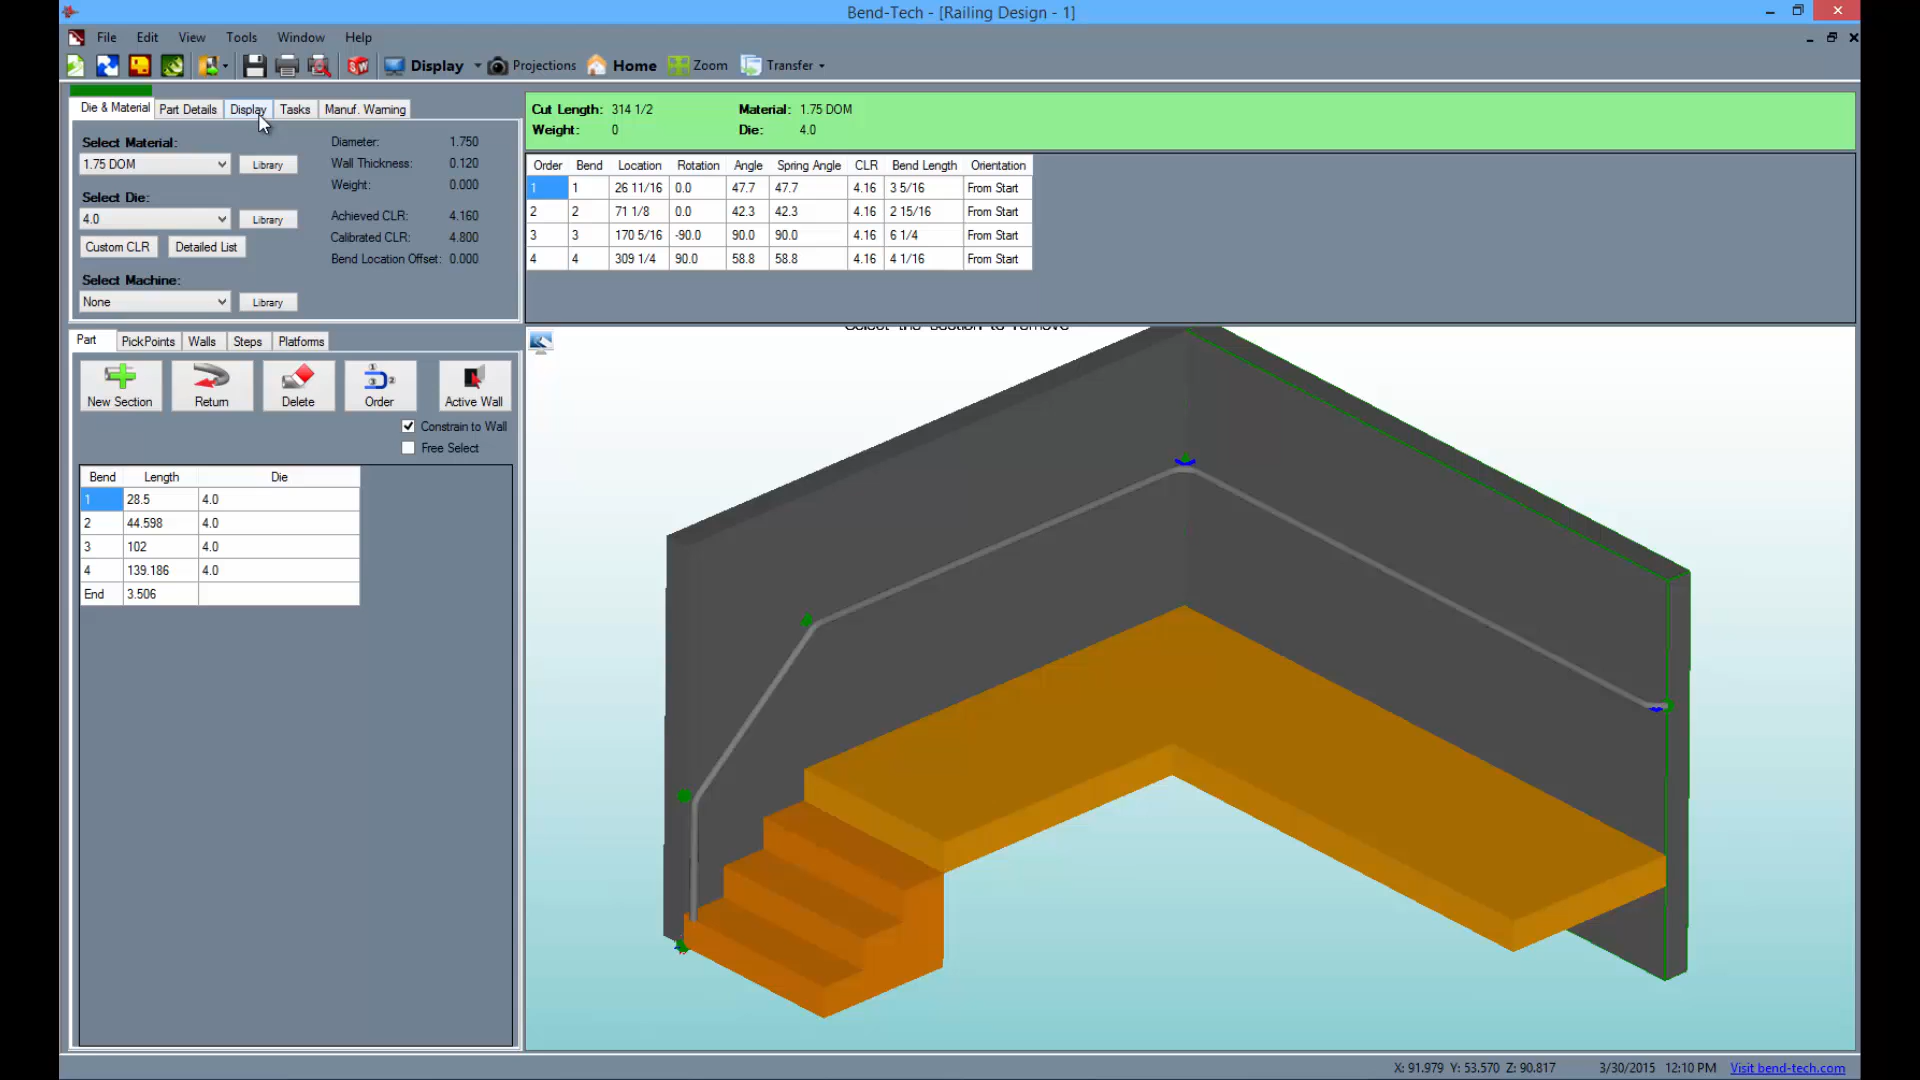 Bend-Tech - [Railing Design - 1]
File Edit View Tools Window Help
Display Projections Home Zoom Transfer
Die & Material Part Details Display Tasks Manuf. Warning
Select Material:
1.75 DOM Library
Select Die:
4.0 Library
Custom CLR Detailed List
Select Machine:
None Library
Diameter: 1.750
Wall Thickness: 0.120
Weight: 0.000
Achieved CLR: 4.160
Calibrated CLR: 4.800
Bend Location Offset: 0.000
Cut Length: 314 1/2 Material: 1.75 DOM
Weight: 0 Die: 4.0
Order Bend Location Rotation Angle Spring Angle CLR Bend Length Orientation
1 1 26 11/16 0.0 47.7 47.7 4.16 3 5/16 From Start
2 2 71 1/8 0.0 42.3 42.3 4.16 2 15/16 From Start
3 3 170 5/16 -90.0 90.0 90.0 4.16 6 1/4 From Start
4 4 309 1/4 90.0 58.8 58.8 4.16 4 1/16 From Start
Part PickPoints Walls Steps Platforms
New Section Return Delete Order Active Wall
Constrain to Wall
Free Select
Bend Length Die
1 28.5 4.0
2 44.598 4.0
3 102 4.0
4 139.186 4.0
End 3.506
Select the section to remove
X: 91.979 Y: 53.570 Z: 90.817 3/30/2015 12:10 PM Visit bend-tech.com